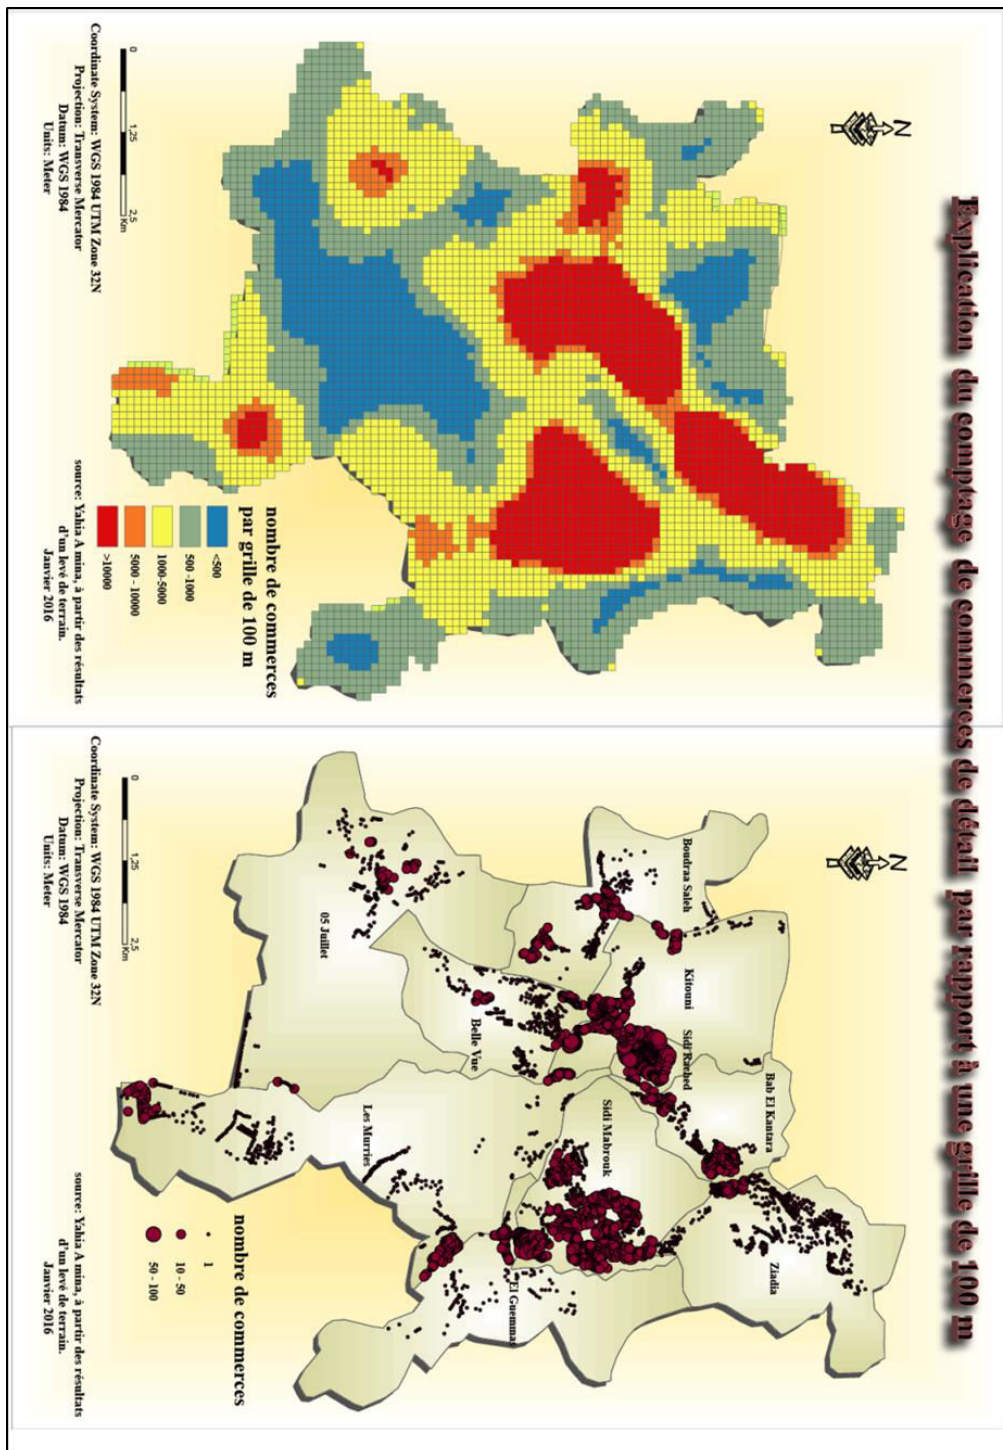 Explication du comptage de commerces de détail par rapport à une grille de 100 m
N
0 1,25 2,5
Km
Coordinate System: WGS 1984 UTM Zone 32N
Projection: Transverse Mercator
Datum: WGS 1984
Units: Meter
nombre de commerces
par grille de 100 m
<500
500 -1000
1000-5000
5000 - 10000
>10000
source: Yahia A mina, à partir des résultats
d'un levé de terrain.
Janvier 2016
N
Boudraa Saleh
Kitouni
Sidi Rached
Bab El Kantara
Ziadia
05 Juillet
Belle Vue
Sidi Mabrouk
Les Murries
El Guemmas
0 1,25 2,5
Km
Coordinate System: WGS 1984 UTM Zone 32N
Projection: Transverse Mercator
Datum: WGS 1984
Units: Meter
nombre de commerces
1
10 - 50
50 - 100
source: Yahia A mina, à partir des résultats
d'un levé de terrain.
Janvier 2016